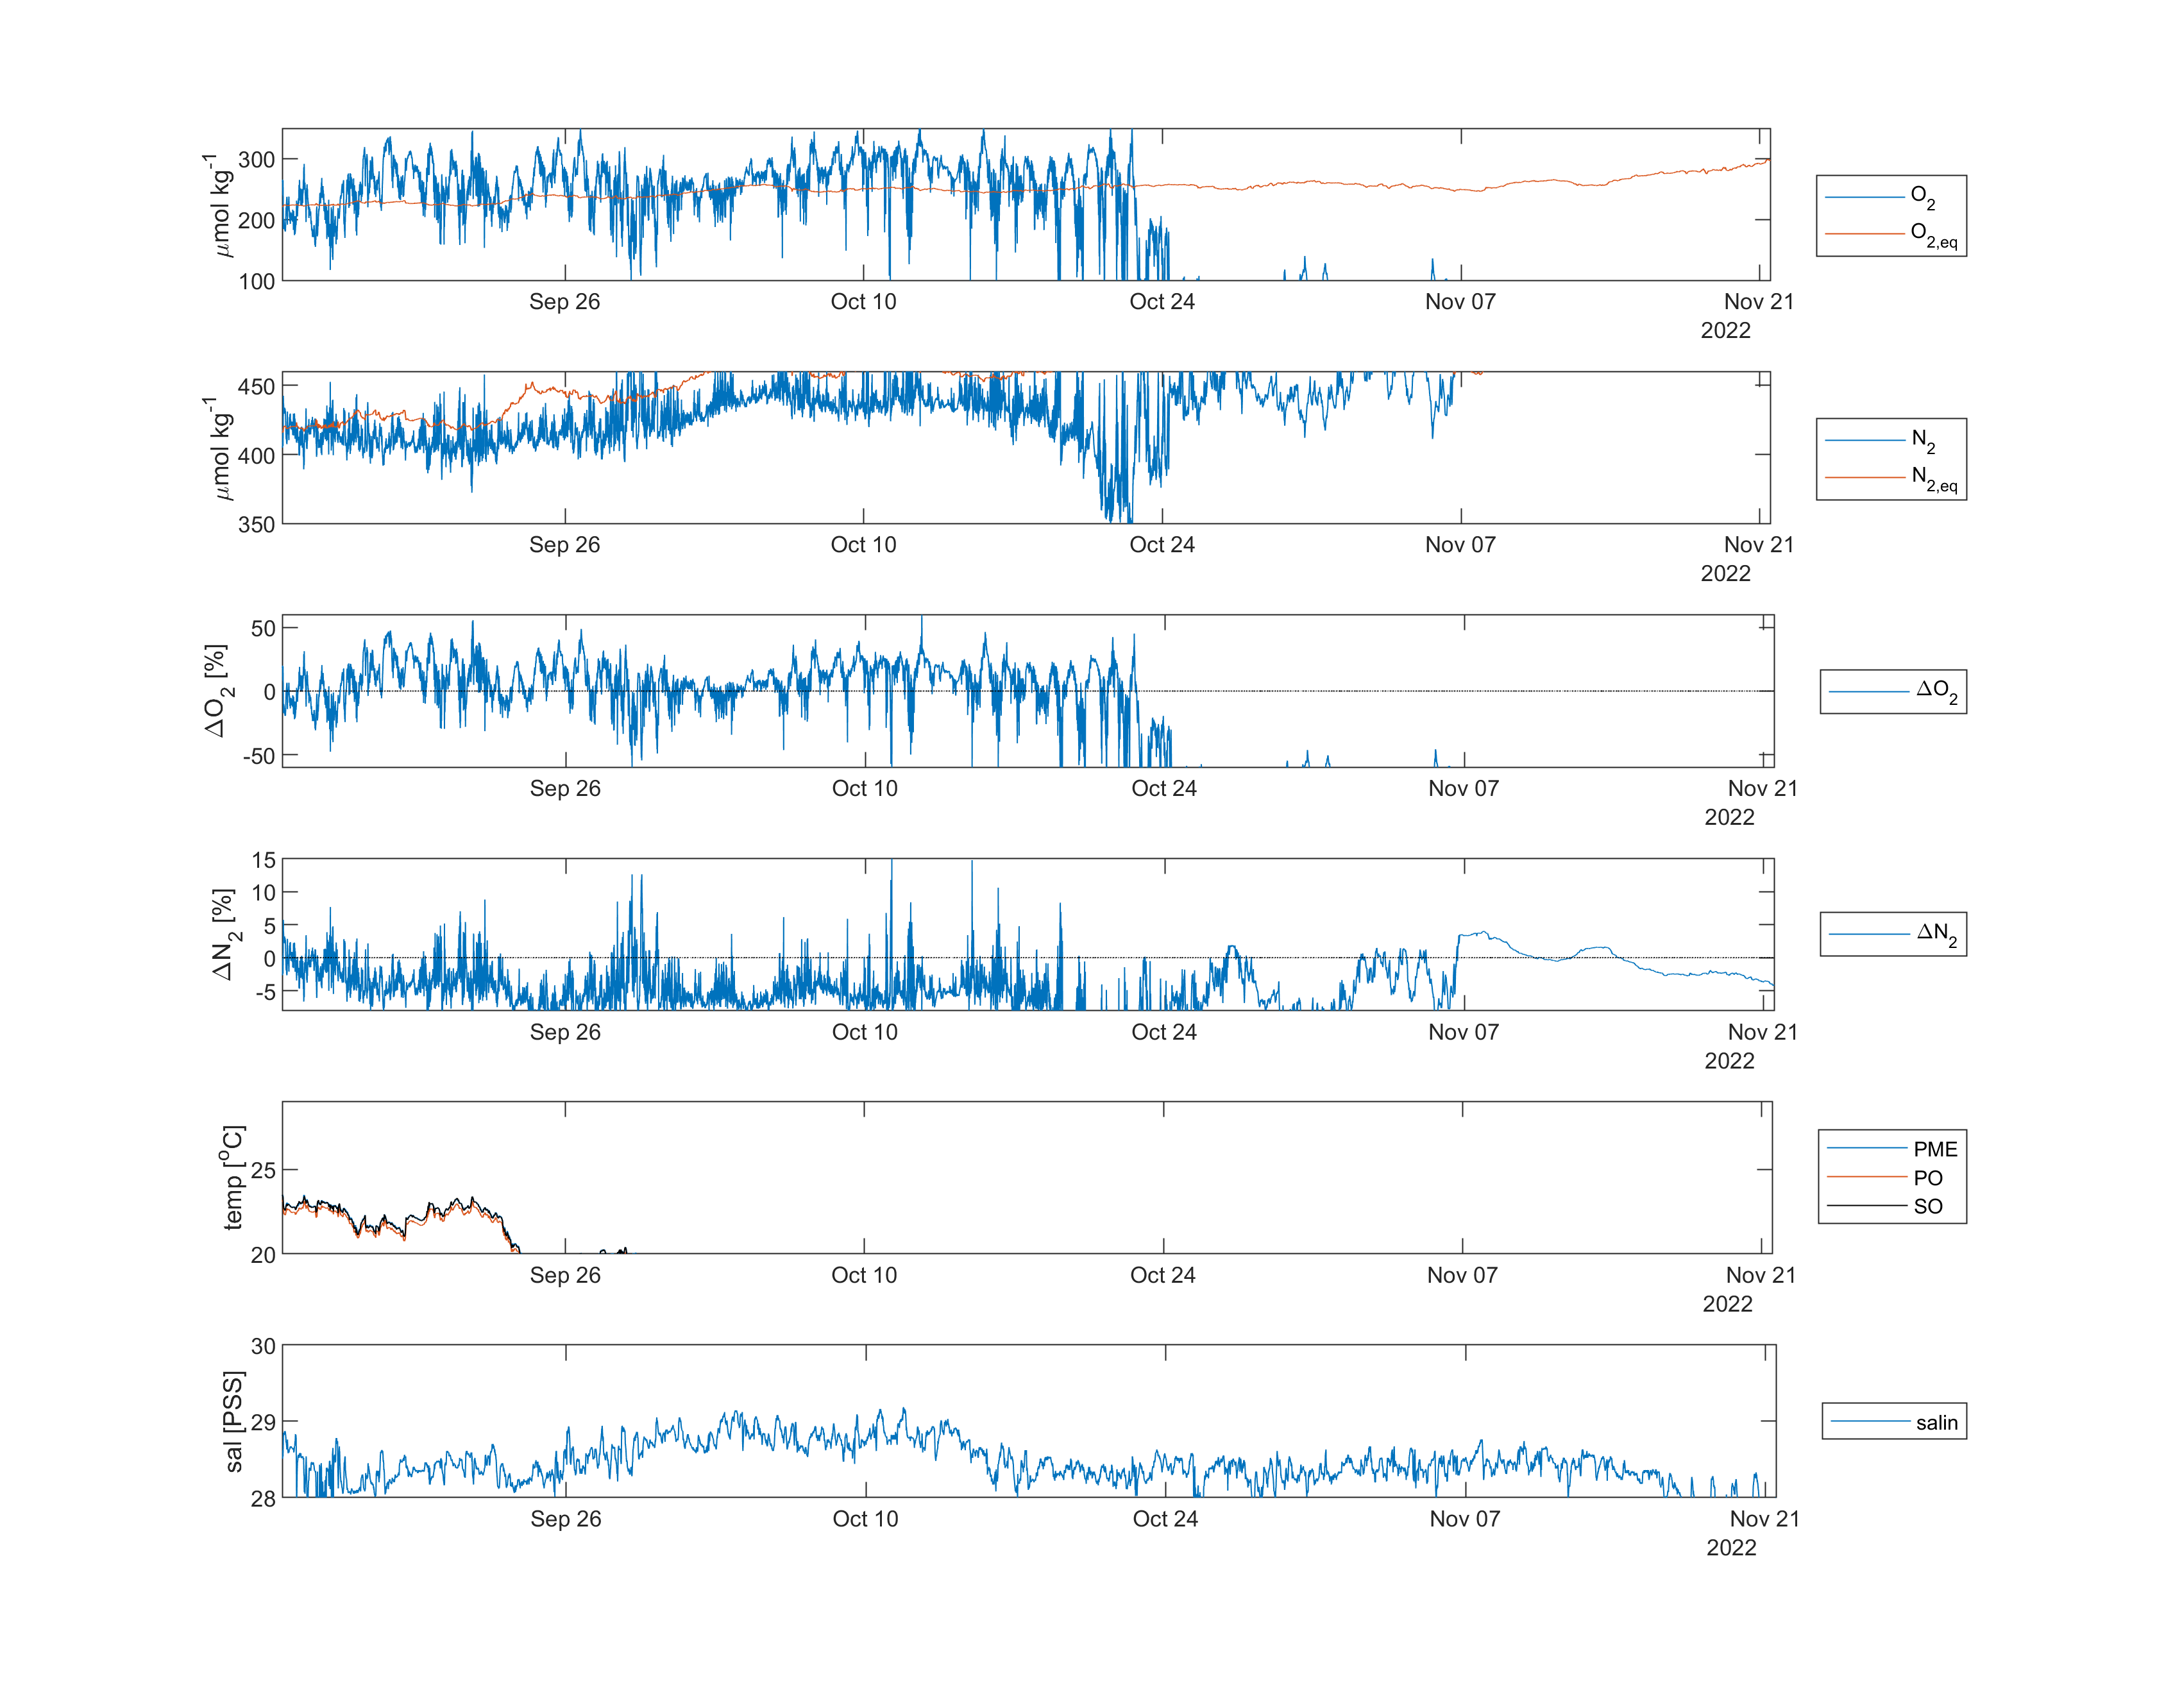 μmol kg-1
300
200
100
Sep 26
Oct 10
Oct 24
Nov 07
Nov 21
2022
O2
O2,eq
μmol kg-1
450
400
350
Sep 26
Oct 10
Oct 24
Nov 07
Nov 21
2022
N2
N2,eq
ΔO2 [%]
50
0
-50
Sep 26
Oct 10
Oct 24
Nov 07
Nov 21
2022
ΔO2
ΔN2 [%]
15
10
5
0
-5
Sep 26
Oct 10
Oct 24
Nov 07
Nov 21
2022
ΔN2
temp [oC]
25
20
Sep 26
Oct 10
Oct 24
Nov 07
Nov 21
2022
PME
PO
SO
sal [PSS]
30
29
28
Sep 26
Oct 10
Oct 24
Nov 07
Nov 21
2022
salin